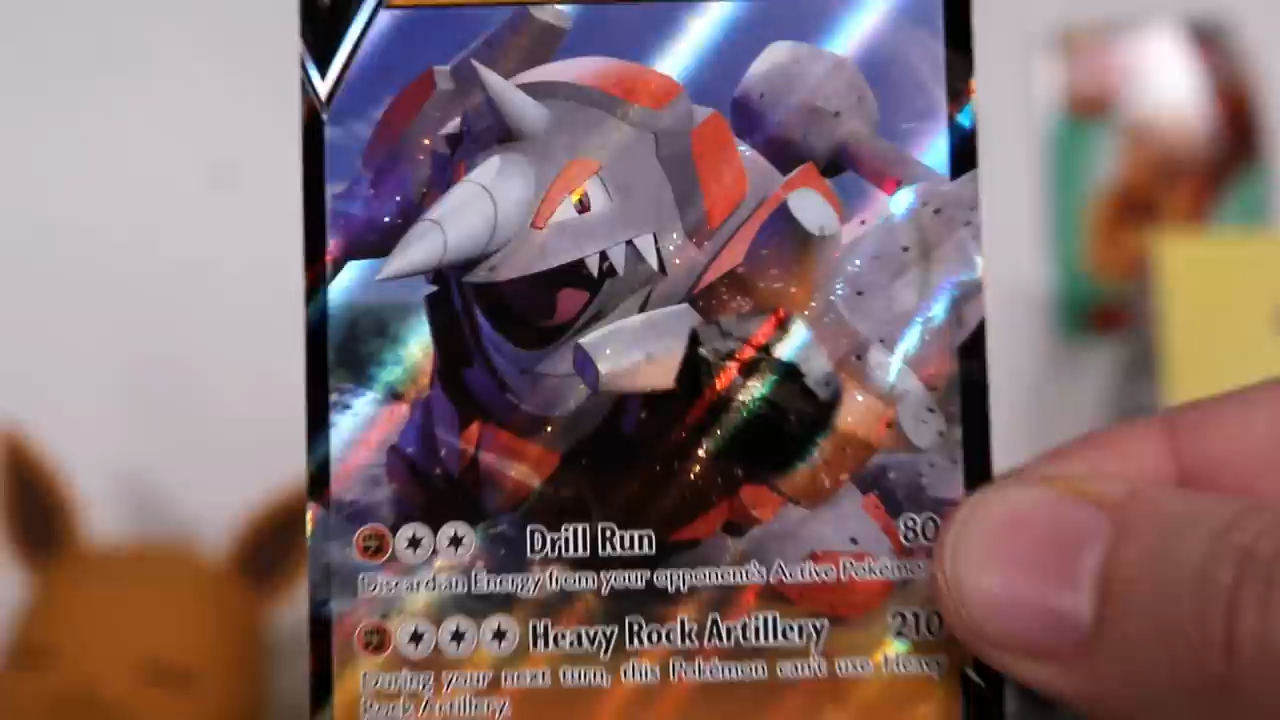 Drill Run 80
Discard an Energy from your opponent's Active Pokémon
Heavy Rock Artillery 210
During your next turn, this Pokémon can't use Heavy
Rock Artillery.